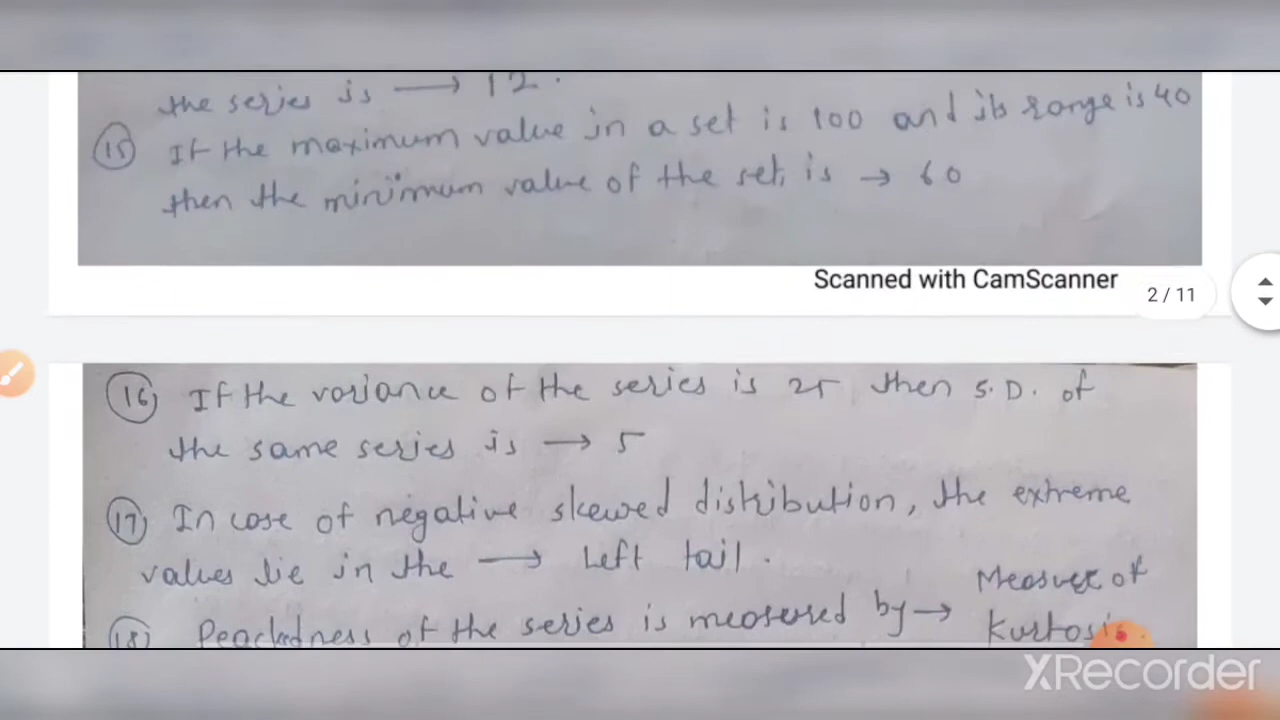 the series is → 12.
(15) If the maximum value in a set is 100 and its range is 40
then the minimum value of the set, is → 60
Scanned with CamScanner
2 / 11
(16) If the variance of the series is 25, then S.D. of
the same series is → 5
(17) In case of negative skewed distribution, the extreme
values lie in the → Left tail.
(18) Peackedness of the series is measured by → Measure of
Kurtosis.
XRecorder